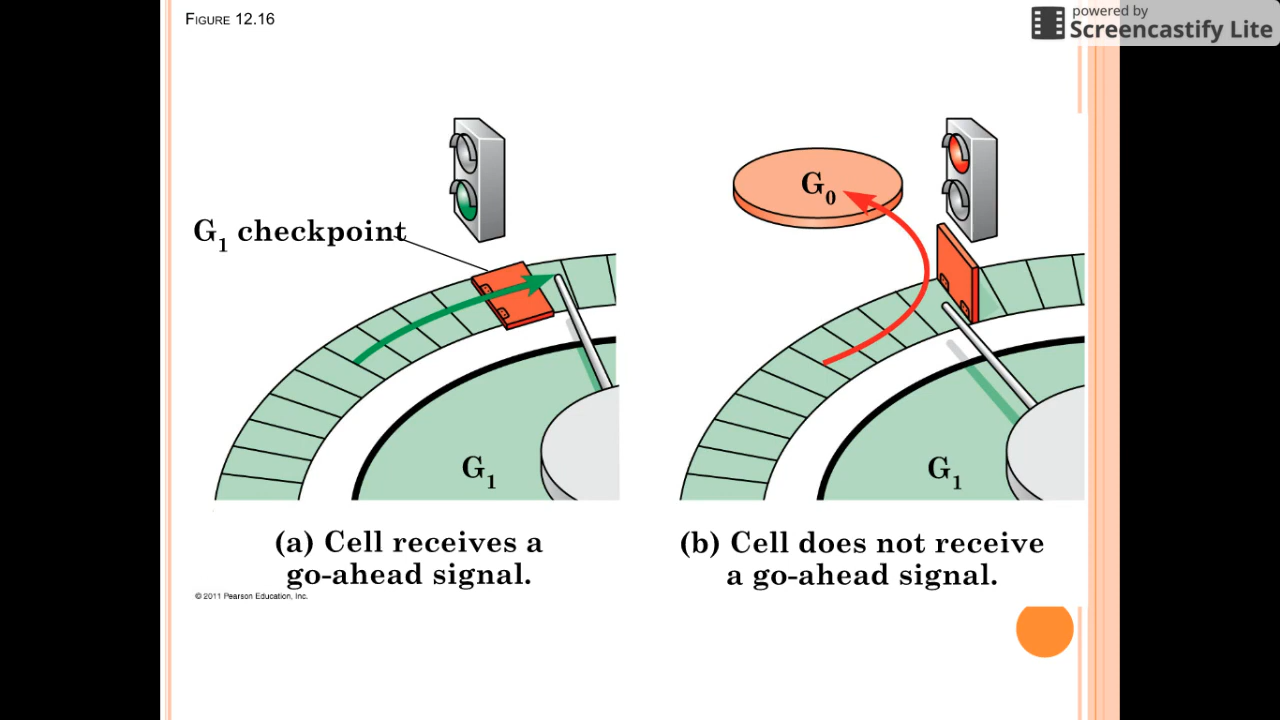 FIGURE 12.16
powered by
Screencastify Lite
G1 checkpoint
G0
G1
G1
(a) Cell receives a
go-ahead signal.
(b) Cell does not receive
a go-ahead signal.
© 2011 Pearson Education, Inc.